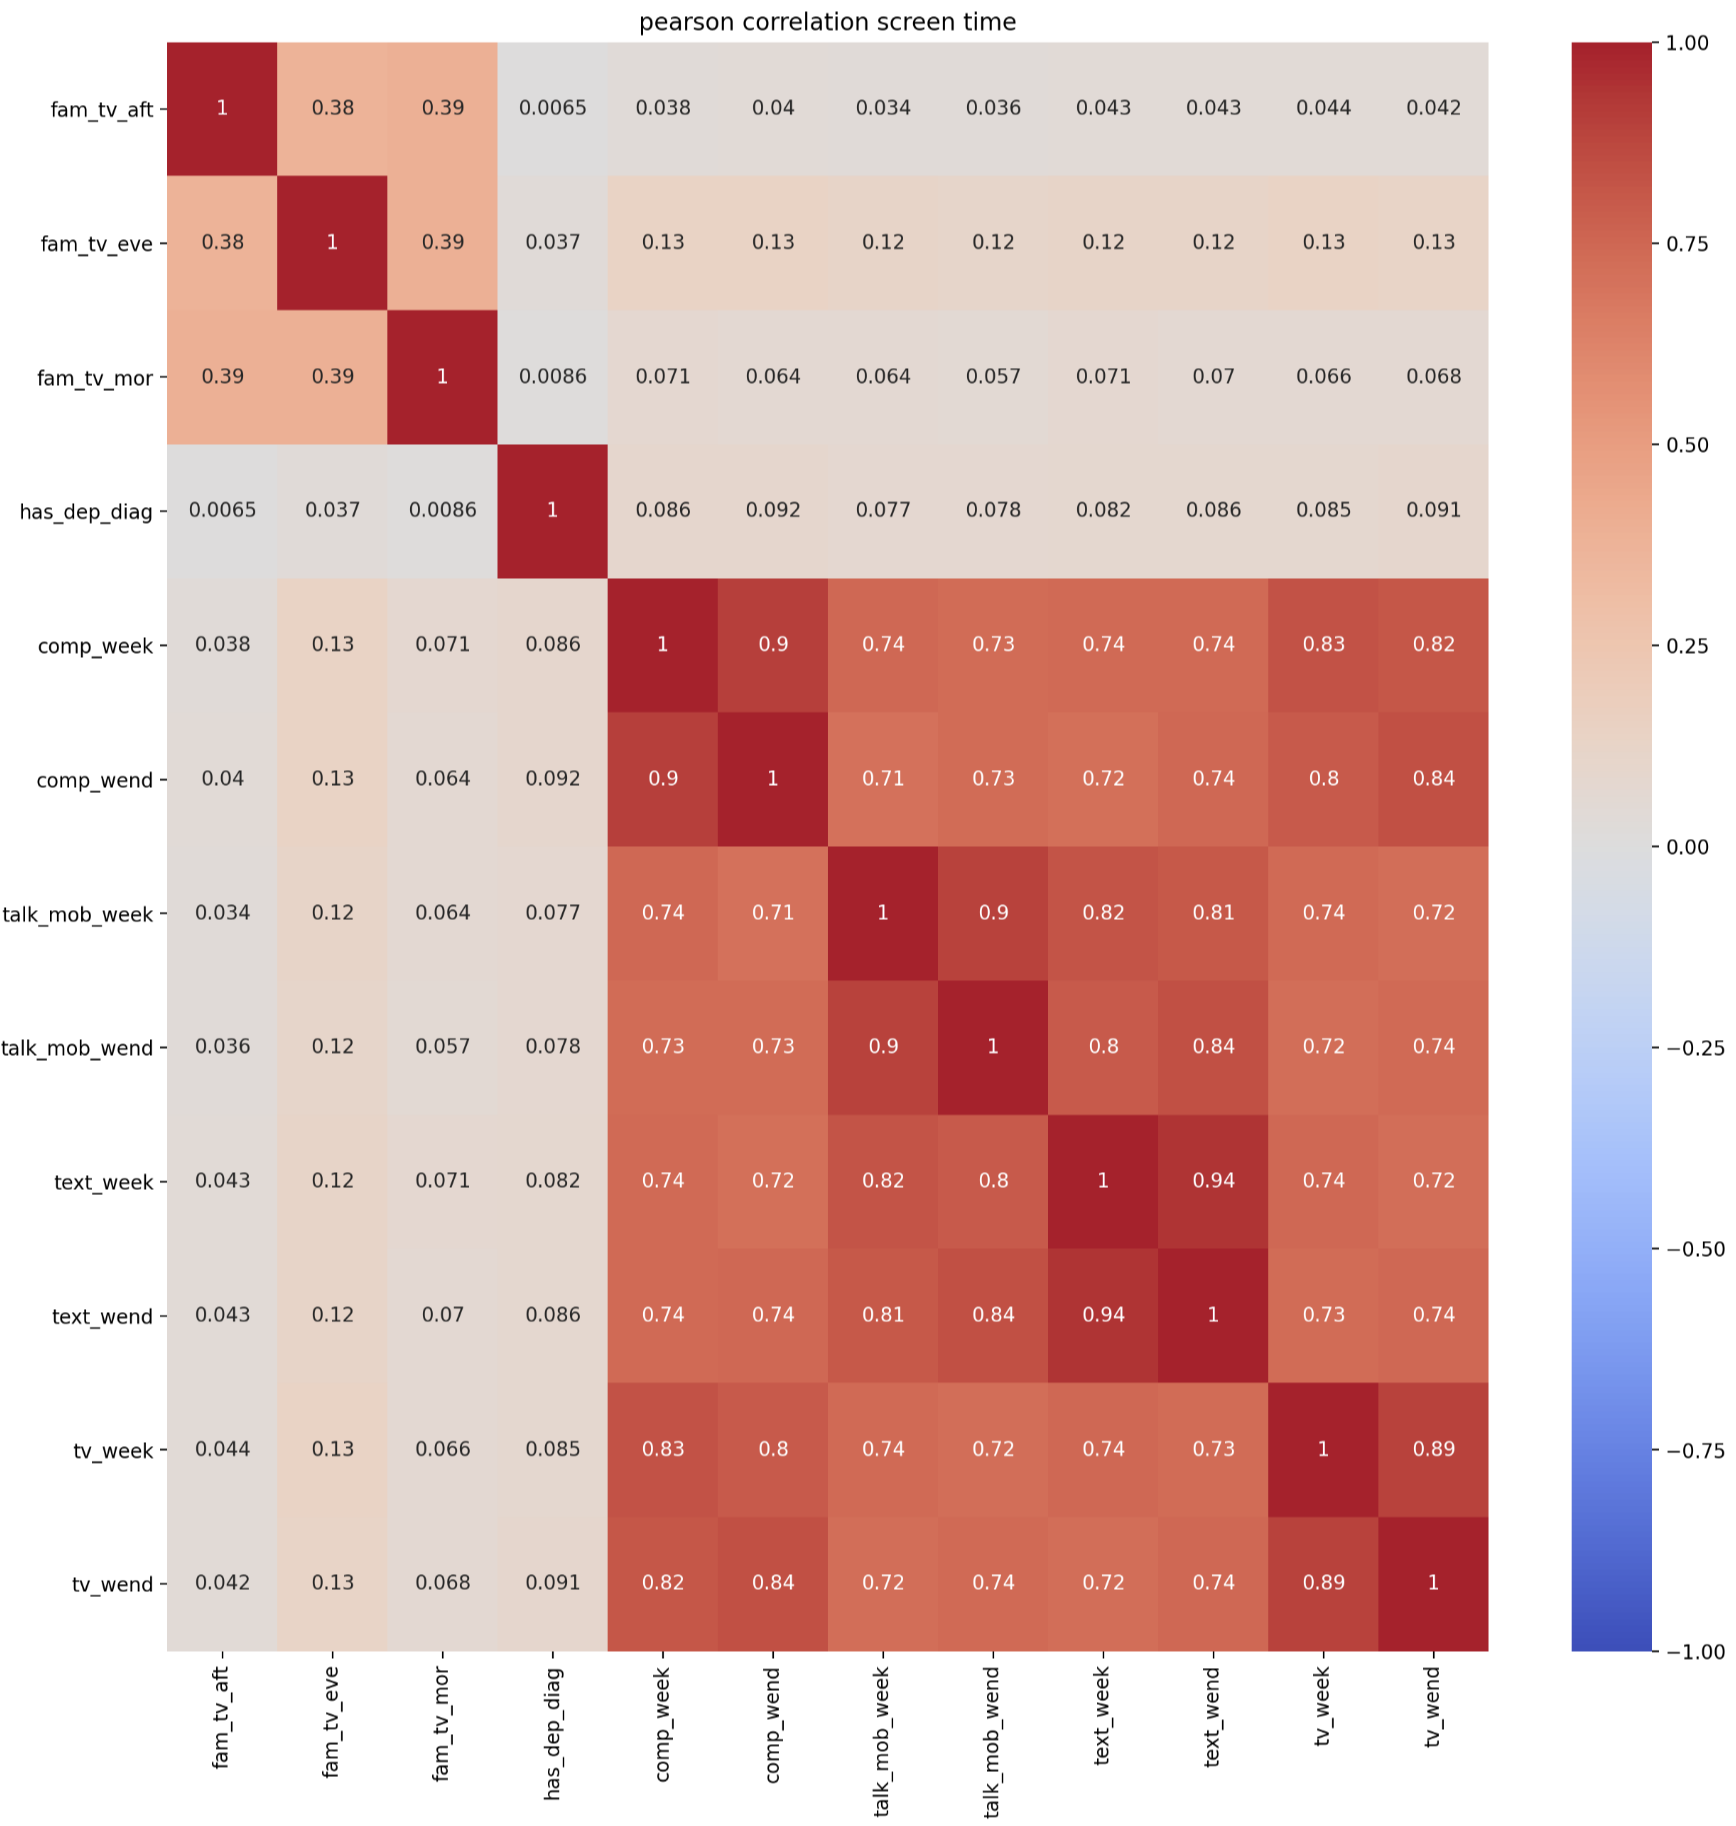 pearson correlation screen time
fam_tv_aft 1 0.38 0.39 0.0065 0.038 0.04 0.034 0.036 0.043 0.043 0.044 0.042
fam_tv_eve 0.38 1 0.39 0.037 0.13 0.13 0.12 0.12 0.12 0.12 0.13 0.13
fam_tv_mor 0.39 0.39 1 0.0086 0.071 0.064 0.064 0.057 0.071 0.07 0.066 0.068
has_dep_diag 0.0065 0.037 0.0086 1 0.086 0.092 0.077 0.078 0.082 0.086 0.085 0.091
comp_week 0.038 0.13 0.071 0.086 1 0.9 0.74 0.73 0.74 0.74 0.83 0.82
comp_wend 0.04 0.13 0.064 0.092 0.9 1 0.71 0.73 0.72 0.74 0.8 0.84
talk_mob_week 0.034 0.12 0.064 0.077 0.74 0.71 1 0.9 0.82 0.81 0.74 0.72
talk_mob_wend 0.036 0.12 0.057 0.078 0.73 0.73 0.9 1 0.8 0.84 0.72 0.74
text_week 0.043 0.12 0.071 0.082 0.74 0.72 0.82 0.8 1 0.94 0.74 0.72
text_wend 0.043 0.12 0.07 0.086 0.74 0.74 0.81 0.84 0.94 1 0.73 0.74
tv_week 0.044 0.13 0.066 0.085 0.83 0.8 0.74 0.72 0.74 0.73 1 0.89
tv_wend 0.042 0.13 0.068 0.091 0.82 0.84 0.72 0.74 0.72 0.74 0.89 1
fam_tv_aft fam_tv_eve fam_tv_mor has_dep_diag comp_week comp_wend talk_mob_week talk_mob_wend text_week text_wend tv_week tv_wend
1.00
0.75
0.50
0.25
0.00
−0.25
−0.50
−0.75
−1.00